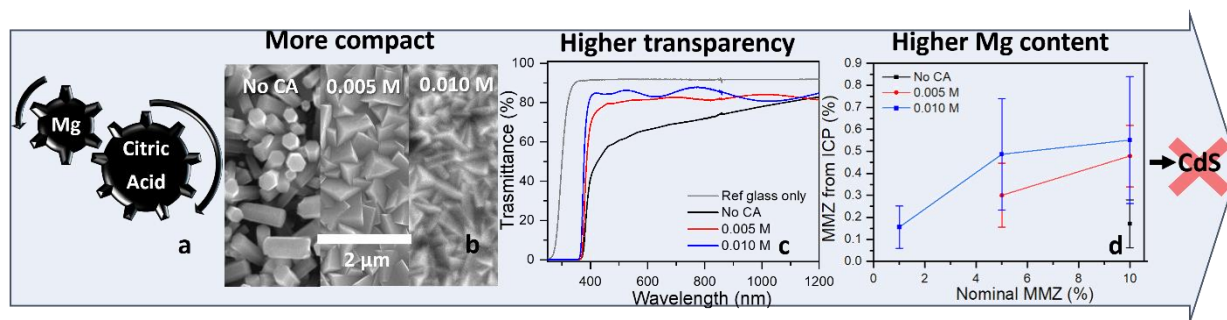 More compact
Higher transparency
Higher Mg content
Mg
Citric
Acid
a
No CA
0.005 M
0.010 M
2 µm
b
Trasmittance (%)
100
80
60
40
20
0
Ref glass only
No CA
0.005 M
0.010 M
c
400
600
800
1000
1200
Wavelength (nm)
MMZ from ICP (%)
0.9
0.8
0.7
0.6
0.5
0.4
0.3
0.2
0.1
0.0
No CA
0.005 M
0.010 M
d
0
2
4
6
8
10
Nominal MMZ (%)
CdS